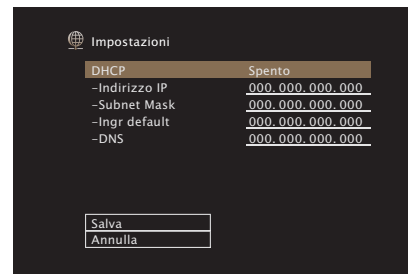 Impostazioni
DHCP Spento
-Indirizzo IP 000.000.000.000
-Subnet Mask 000.000.000.000
-Ingr default 000.000.000.000
-DNS 000.000.000.000
Salva
Annulla